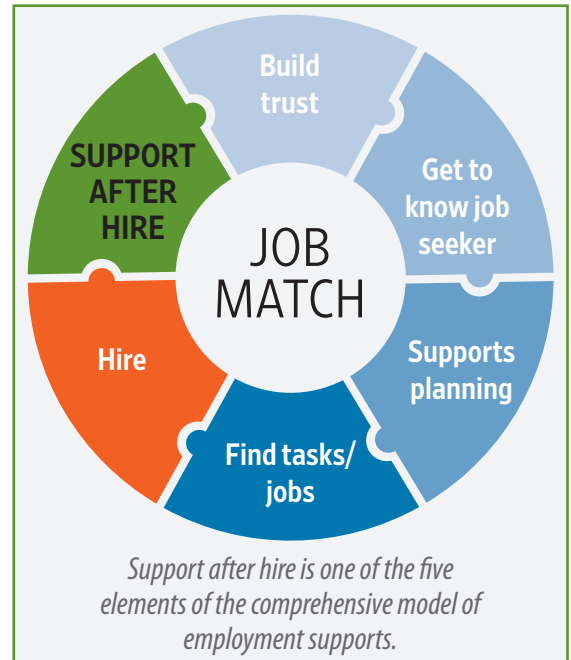 Build
trust
Get to
know job
seeker
Supports
planning
Find tasks/
jobs
Hire
SUPPORT
AFTER
HIRE
JOB
MATCH
Support after hire is one of the five
elements of the comprehensive model of
employment supports.